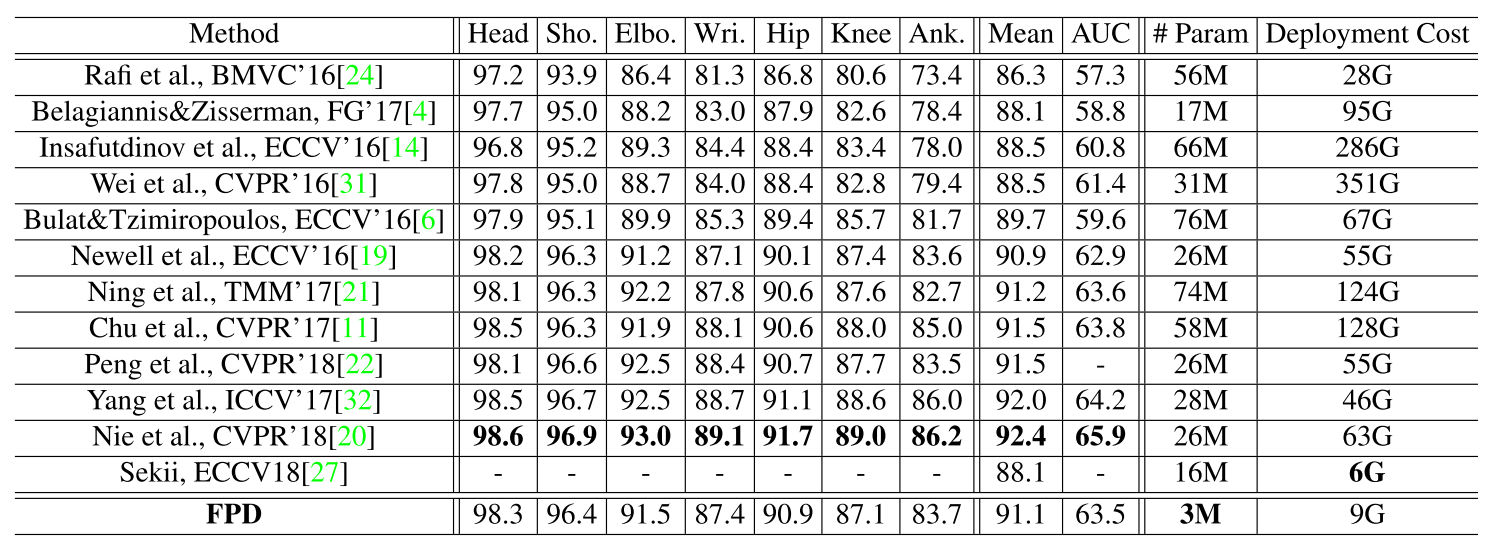 Method Head Sho. Elbo. Wri. Hip Knee Ank. Mean AUC # Param Deployment Cost
Rafi et al., BMVC'16[24] 97.2 93.9 86.4 81.3 86.8 80.6 73.4 86.3 57.3 56M 28G
Belagiannis&Zisserman, FG'17[4] 97.7 95.0 88.2 83.0 87.9 82.6 78.4 88.1 58.8 17M 95G
Insafutdinov et al., ECCV'16[14] 96.8 95.2 89.3 84.4 88.4 83.4 78.0 88.5 60.8 66M 286G
Wei et al., CVPR'16[31] 97.8 95.0 88.7 84.0 88.4 82.8 79.4 88.5 61.4 31M 351G
Bulat&Tzimiropoulos, ECCV'16[6] 97.9 95.1 89.9 85.3 89.4 85.7 81.7 89.7 59.6 76M 67G
Newell et al., ECCV'16[19] 98.2 96.3 91.2 87.1 90.1 87.4 83.6 90.9 62.9 26M 55G
Ning et al., TMM'17[21] 98.1 96.3 92.2 87.8 90.6 87.6 82.7 91.2 63.6 74M 124G
Chu et al., CVPR'17[11] 98.5 96.3 91.9 88.1 90.6 88.0 85.0 91.5 63.8 58M 128G
Peng et al., CVPR'18[22] 98.1 96.6 92.5 88.4 90.7 87.7 83.5 91.5 - 26M 55G
Yang et al., ICCV'17[32] 98.5 96.7 92.5 88.7 91.1 88.6 86.0 92.0 64.2 28M 46G
Nie et al., CVPR'18[20] 98.6 96.9 93.0 89.1 91.7 89.0 86.2 92.4 65.9 26M 63G
Sekii, ECCV18[27] - - - - - - - 88.1 - 16M 6G
FPD 98.3 96.4 91.5 87.4 90.9 87.1 83.7 91.1 63.5 3M 9G